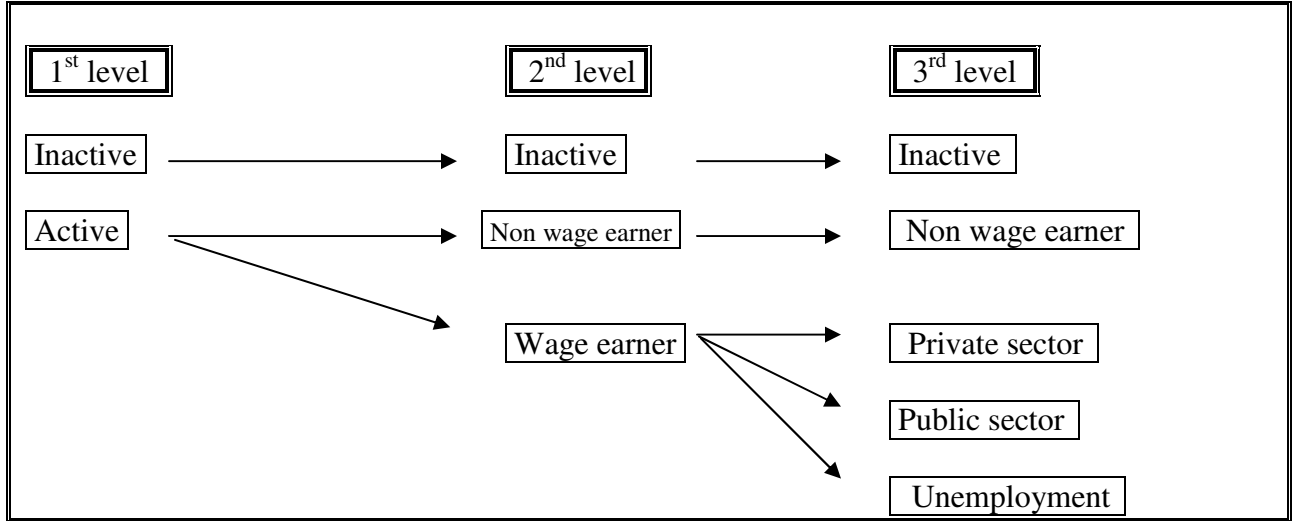 1st level 2nd level 3rd level
Inactive Inactive Inactive
Active Non wage earner Non wage earner
Wage earner Private sector
Public sector
Unemployment